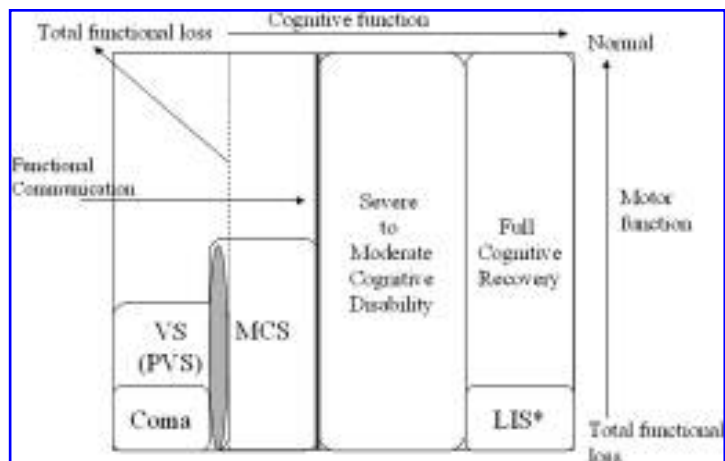 Cognitive function
Total functional loss
Normal
Functional
Communication
Motor
function
Severe
to
Moderate
Cognitive
Disability
Full
Cognitive
Recovery
VS
(PVS)
MCS
Coma
LIS*
Total functional
loss